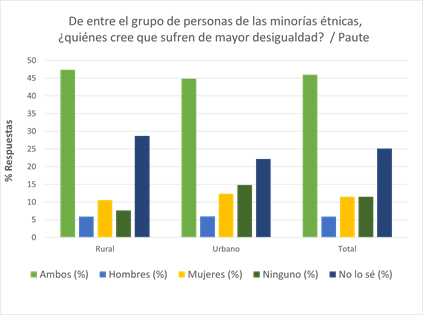 De entre el grupo de personas de las minorías étnicas,
¿quiénes cree que sufren de mayor desigualdad? / Paute
50
45
40
35
30
25
20
15
10
5
0
% Respuestas
Rural Urbano Total
Ambos (%) Hombres (%) Mujeres (%) Ninguno (%) No lo sé (%)